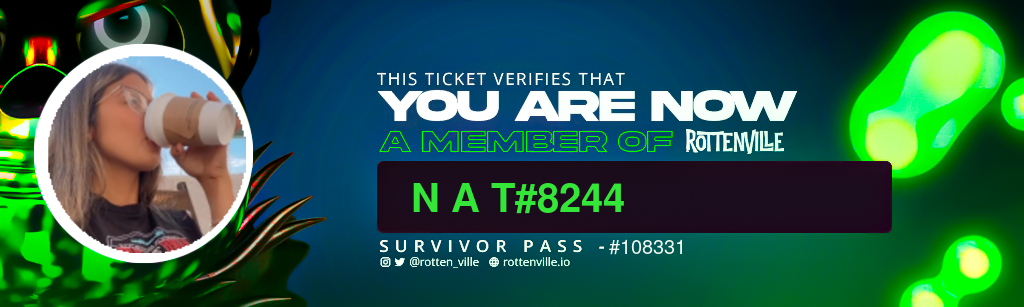 THIS TICKET VERIFIES THAT
YOU ARE NOW
A MEMBER OF ROTTENVILLE
N A T#8244
SURVIVOR PASS - #108331
@rotten_ville rottenville.io